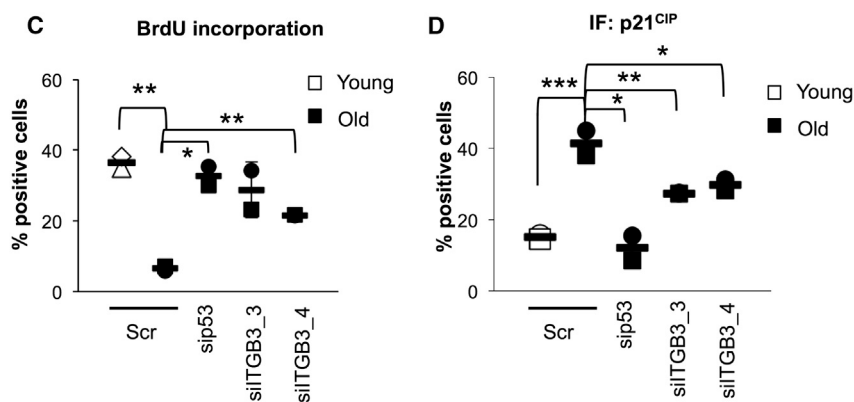 C
BrdU incorporation
% positive cells
60
40
20
0
**
**
*
Young
Old
Scr
sip53
siITGB3_3
siITGB3_4
D
IF: p21CIP
% positive cells
60
40
20
0
*
**
***
*
Young
Old
Scr
sip53
siITGB3_3
siITGB3_4